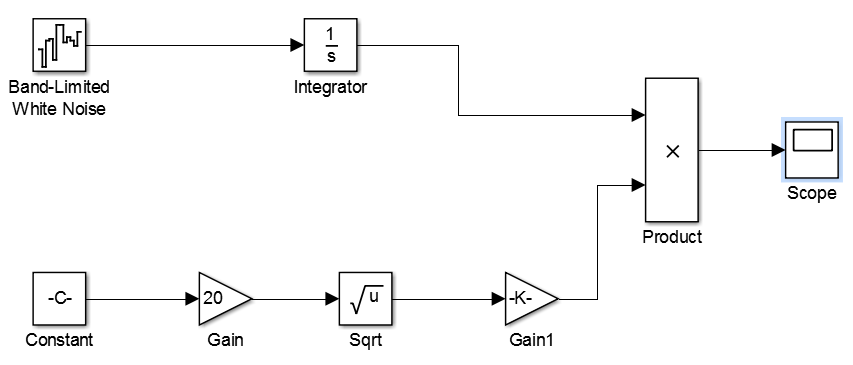 1
s
Band-Limited
White Noise
Integrator
×
Scope
Product
-C-
20
√u
-K-
Constant
Gain
Sqrt
Gain1